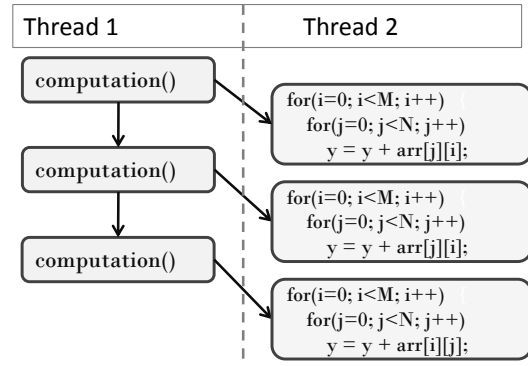 Thread 1
Thread 2
computation()
for(i=0; i<M; i++)
for(j=0; j<N; j++)
y = y + arr[j][i];
computation()
for(i=0; i<M; i++)
for(j=0; j<N; j++)
y = y + arr[j][i];
computation()
for(i=0; i<M; i++)
for(j=0; j<N; j++)
y = y + arr[i][j];